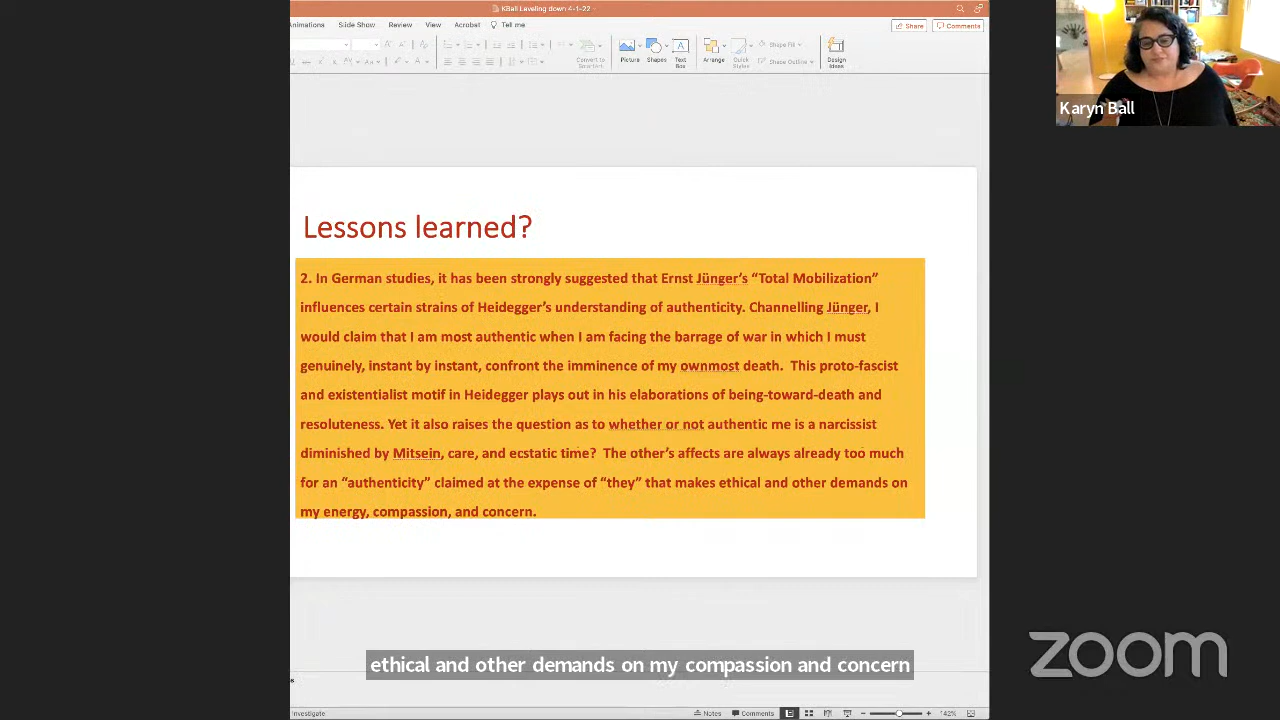 KBall Leveling down 4-1-22
Animations Slide Show Review View Acrobat Tell me
Share Comments
Convert to SmartArt
Picture Shapes Text Box Arrange Quick Styles Shape Fill Shape Outline Design Ideas
Karyn Ball
Lessons learned?
2. In German studies, it has been strongly suggested that Ernst Jünger’s “Total Mobilization”
influences certain strains of Heidegger’s understanding of authenticity. Channelling Jünger, I
would claim that I am most authentic when I am facing the barrage of war in which I must
genuinely, instant by instant, confront the imminence of my ownmost death. This proto-fascist
and existentialist motif in Heidegger plays out in his elaborations of being-toward-death and
resoluteness. Yet it also raises the question as to whether or not authentic me is a narcissist
diminished by Mitsein, care, and ecstatic time? The other’s affects are always already too much
for an “authenticity” claimed at the expense of “they” that makes ethical and other demands on
my energy, compassion, and concern.
ethical and other demands on my compassion and concern
zoom
Investigate Notes Comments 142%